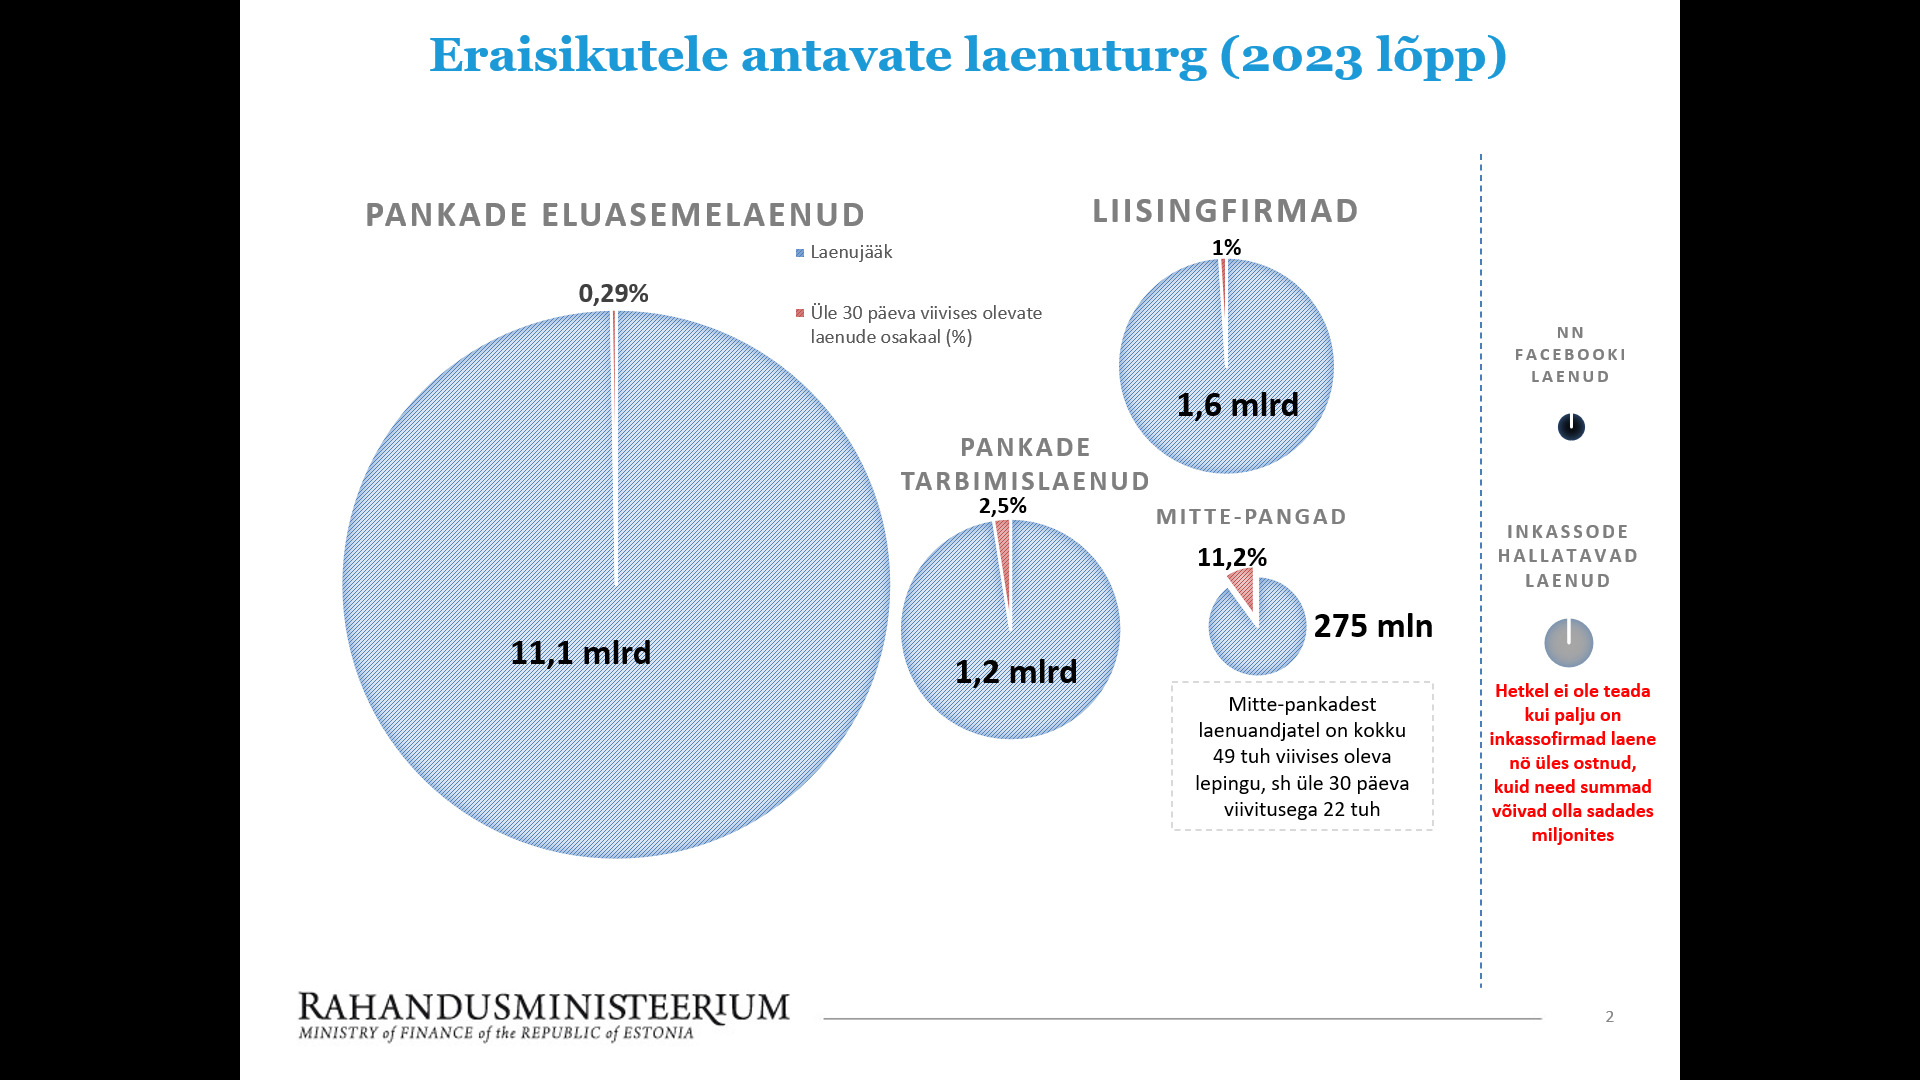 Eraisikutele antavate laenuturg (2023 lõpp)
PANKADE ELUASEMELAENUD
Laenujääk
Üle 30 päeva viivises olevate
laenude osakaal (%)
0,29%
11,1 mlrd
LIISINGFIRMAD
1%
1,6 mlrd
PANKADE
TARBIMISLAENUD
2,5%
1,2 mlrd
MITTE-PANGAD
11,2%
275 mln
Mitte-pankadest
laenuandjatel on kokku
49 tuh viivises oleva
lepingu, sh üle 30 päeva
viivitusega 22 tuh
NN
FACEBOOKI
LAENUD
INKASSODE
HALLATAVAD
LAENUD
Hetkel ei ole teada
kui palju on
inkassofirmad laene
nö üles ostnud,
kuid need summad
võivad olla sadades
miljonites
RAHANDUSMINISTEERIUM
MINISTRY of FINANCE of the REPUBLIC of ESTONIA
2